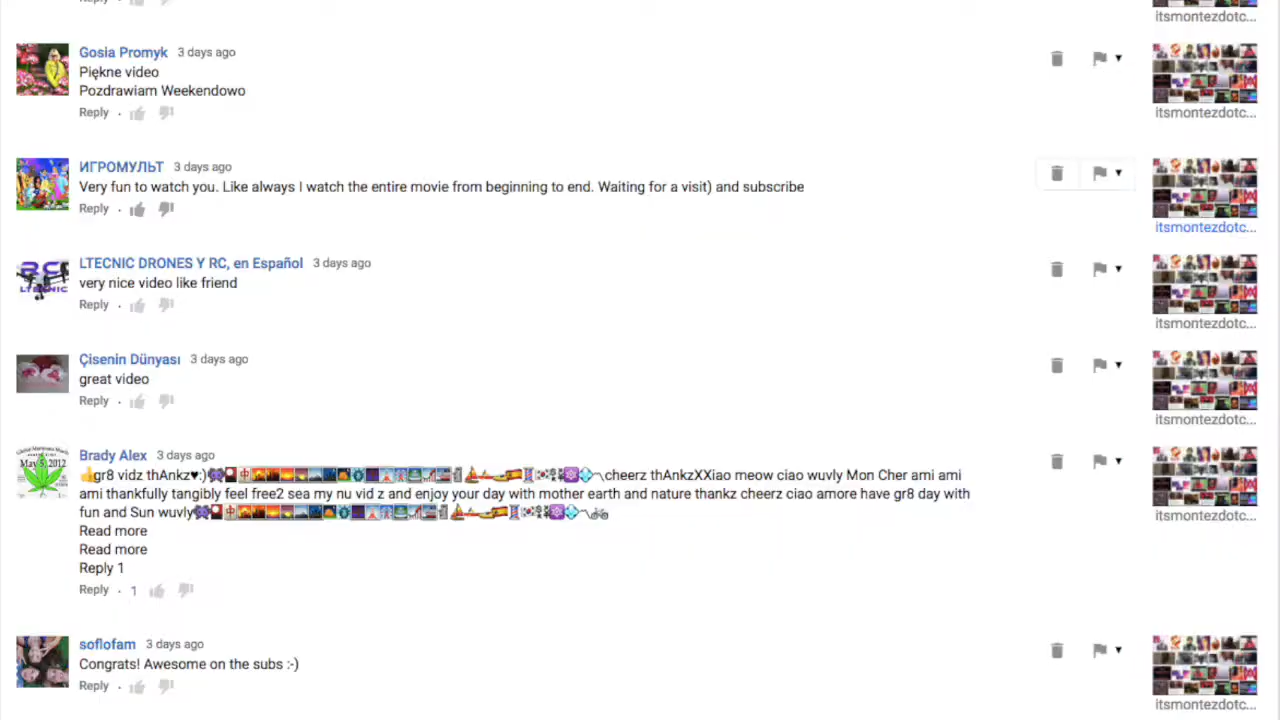 Reply
itsmontezdotc...
Gosia Promyk 3 days ago
Piękne video
Pozdrawiam Weekendowo
Reply
itsmontezdotc...
ИГРОМУЛЬТ 3 days ago
Very fun to watch you. Like always I watch the entire movie from beginning to end. Waiting for a visit) and subscribe
Reply
itsmontezdotc...
LTECNIC DRONES Y RC, en Español 3 days ago
very nice video like friend
Reply
itsmontezdotc...
Çisenin Dünyası 3 days ago
great video
Reply
itsmontezdotc...
May 5, 2012
Brady Alex 3 days ago
👍gr8 vidz thAnkz♥:) cheerz thAnkzXXiao meow ciao wuvly Mon Cher ami ami
ami thankfully tangibly feel free2 sea my nu vid z and enjoy your day with mother earth and nature thankz cheerz ciao amore have gr8 day with
fun and Sun wuvly
Read more
Read more
Reply 1
Reply · 1
itsmontezdotc...
soflofam 3 days ago
Congrats! Awesome on the subs :-)
Reply
itsmontezdotc...